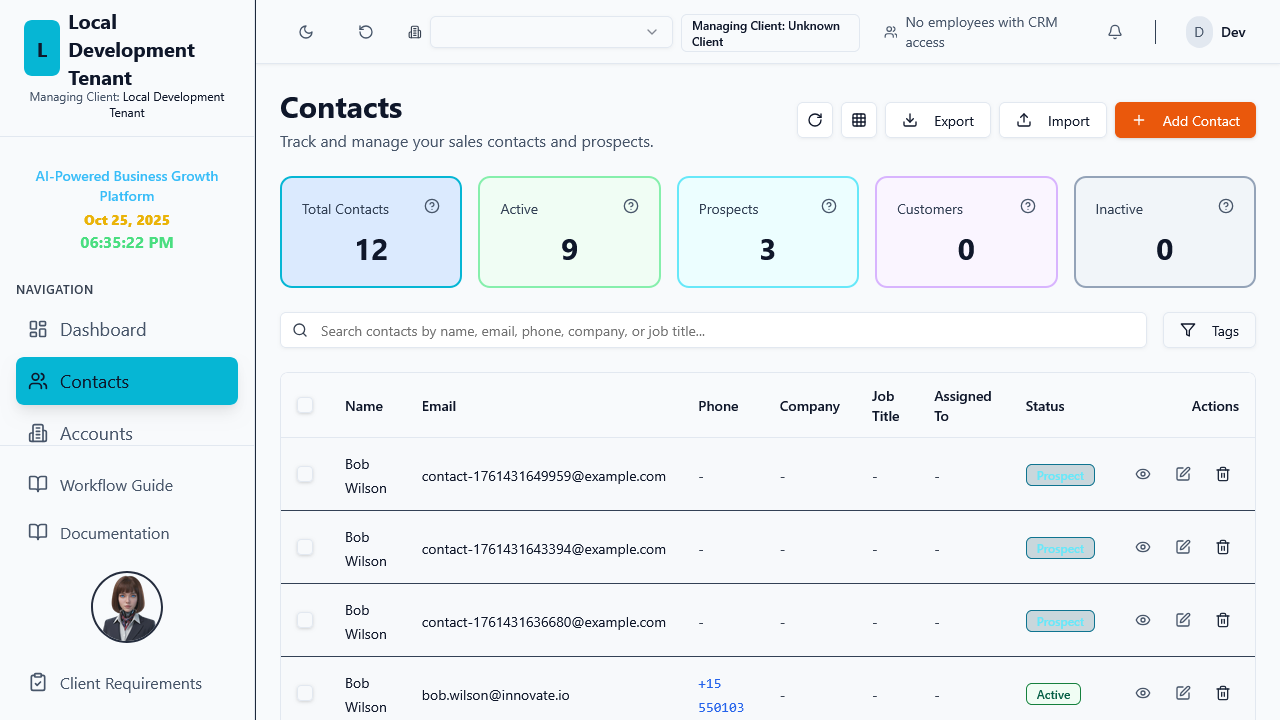 L
Local
Development
Tenant
Managing Client: Local Development
Tenant
AI-Powered Business Growth
Platform
Oct 25, 2025
06:35:22 PM
NAVIGATION
Dashboard
Contacts
Accounts
Workflow Guide
Documentation
Client Requirements
Managing Client: Unknown
Client
No employees with CRM
access
D
Dev
Contacts
Track and manage your sales contacts and prospects.
Export
Import
Add Contact
Total Contacts
12
Active
9
Prospects
3
Customers
0
Inactive
0
Search contacts by name, email, phone, company, or job title...
Tags
Name Email Phone Company Job Title Assigned To Status Actions
Bob Wilson contact-1761431649959@example.com - - - - Prospect
Bob Wilson contact-1761431643394@example.com - - - - Prospect
Bob Wilson contact-1761431636680@example.com - - - - Prospect
Bob Wilson bob.wilson@innovate.io +15 550103 - - - Active